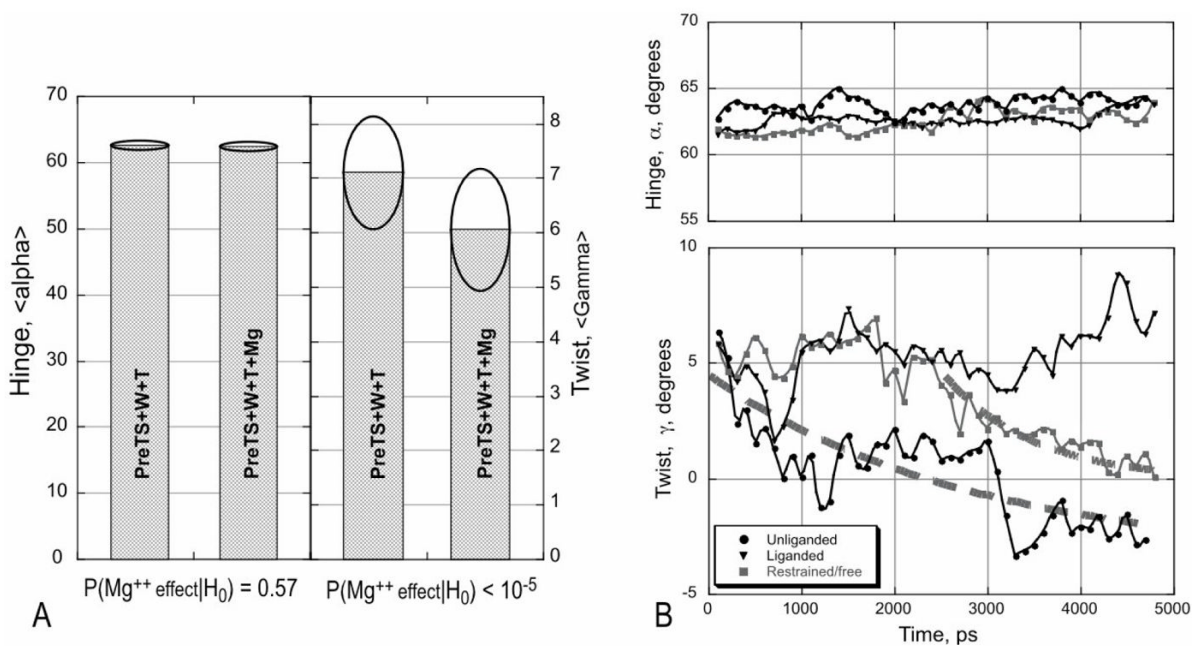 70
60
50
40
30
20
10
0
Hinge, <alpha>
PreTS+W+T
PreTS+W+T+Mg
PreTS+W+T
PreTS+W+T+Mg
8
7
6
5
4
3
2
1
0
Twist, <Gamma>
P(Mg++ effect|H0) = 0.57
P(Mg++ effect|H0) < 10-5
A
70
65
60
55
Hinge, α, degrees
10
5
0
-5
Twist, γ, degrees
Unliganded
Liganded
Restrained/free
0
1000
2000
3000
4000
5000
Time, ps
B